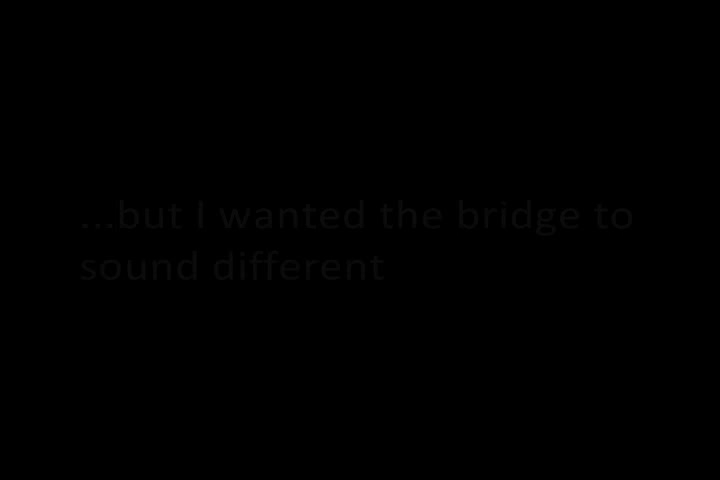 ...but I wanted the bridge to
sound different